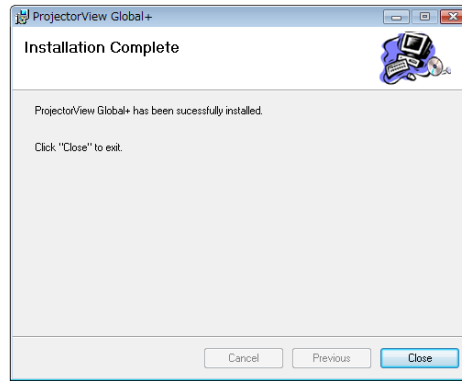 ProjectorView Global+
Installation Complete
ProjectorView Global+ has been sucessfully installed.
Click "Close" to exit.
Cancel Previous Close